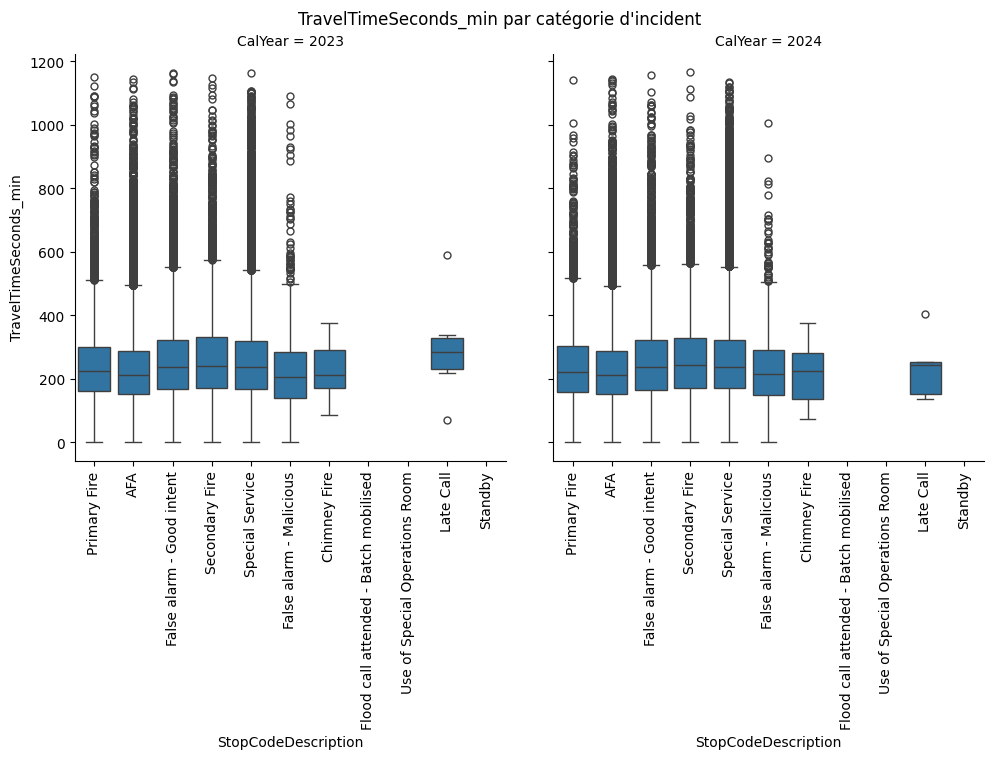 TravelTimeSeconds_min par catégorie d'incident
CalYear = 2023
CalYear = 2024
TravelTimeSeconds_min
1200
1000
800
600
400
200
0
Primary Fire
AFA
False alarm - Good intent
Secondary Fire
Special Service
False alarm - Malicious
Chimney Fire
Flood call attended - Batch mobilised
Use of Special Operations Room
Late Call
Standby
StopCodeDescription
Primary Fire
AFA
False alarm - Good intent
Secondary Fire
Special Service
False alarm - Malicious
Chimney Fire
Flood call attended - Batch mobilised
Use of Special Operations Room
Late Call
Standby
StopCodeDescription